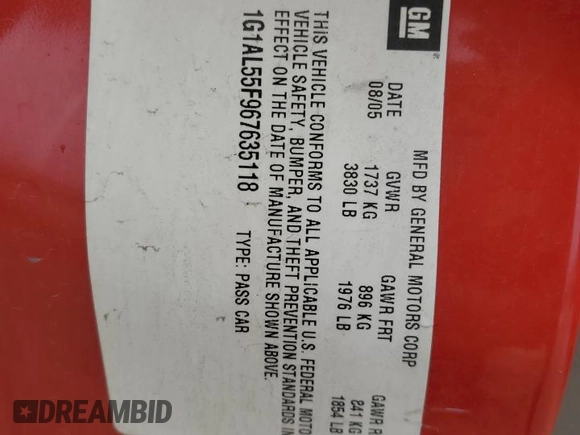 GM
MFD BY GENERAL MOTORS CORP
DATE GVWR GAWR FRT GAWR R
08/05 1737 KG 896 KG 841 KG
3830 LB 1976 LB 1854 LB
THIS VEHICLE CONFORMS TO ALL APPLICABLE U.S. FEDERAL MOTO
VEHICLE SAFETY, BUMPER, AND THEFT PREVENTION STANDARDS IN
EFFECT ON THE DATE OF MANUFACTURE SHOWN ABOVE.
1G1AL55F967635118 TYPE: PASS CAR
DREAMBID